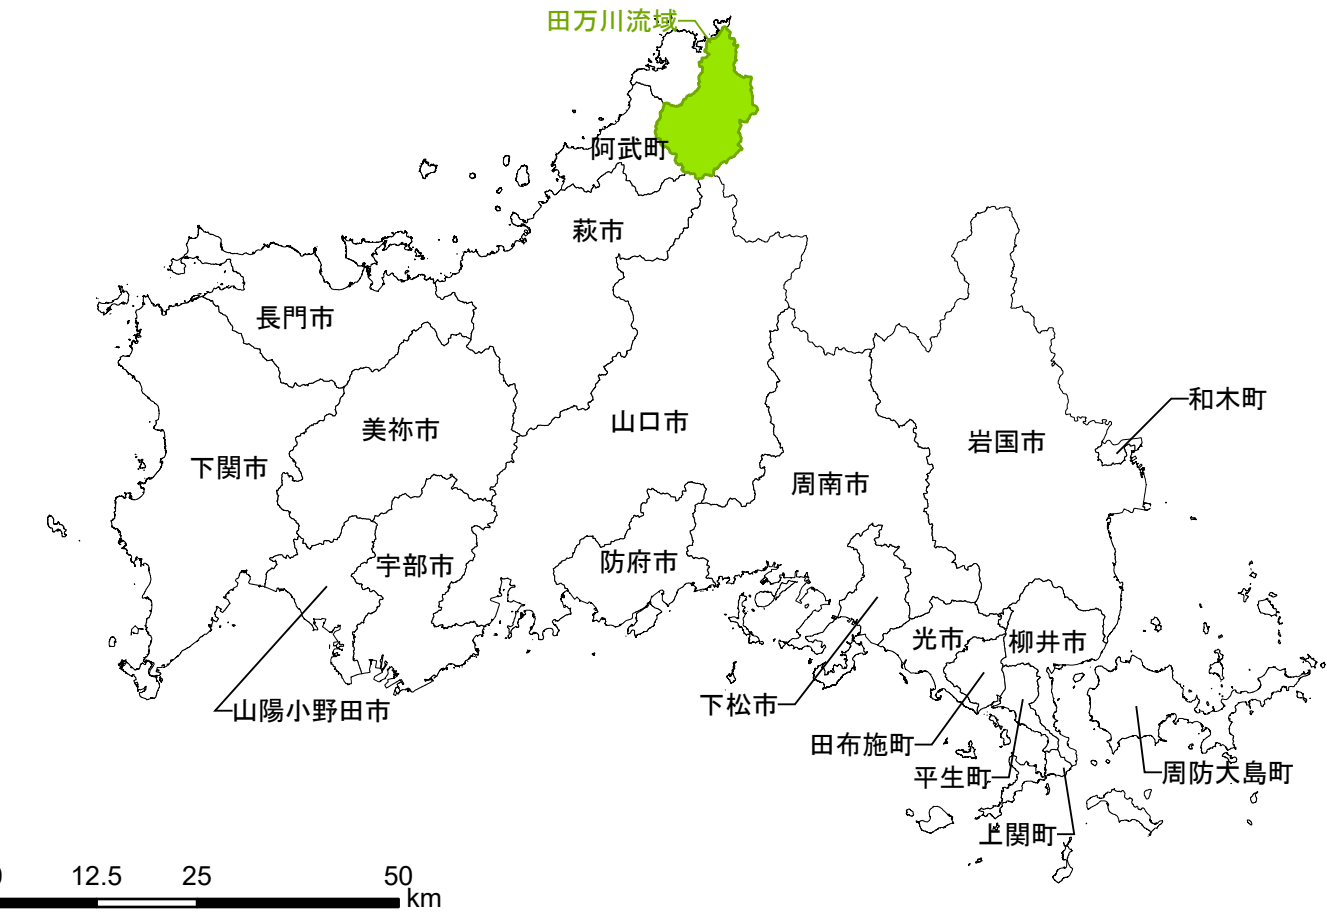 田万川流域
阿武町
萩市
長門市
和木町
美祢市
山口市
岩国市
下関市
周南市
防府市
宇部市
光市
柳井市
山陽小野田市
下松市
田布施町
平生町
周防大島町
上関町
0 12.5 25 50
km